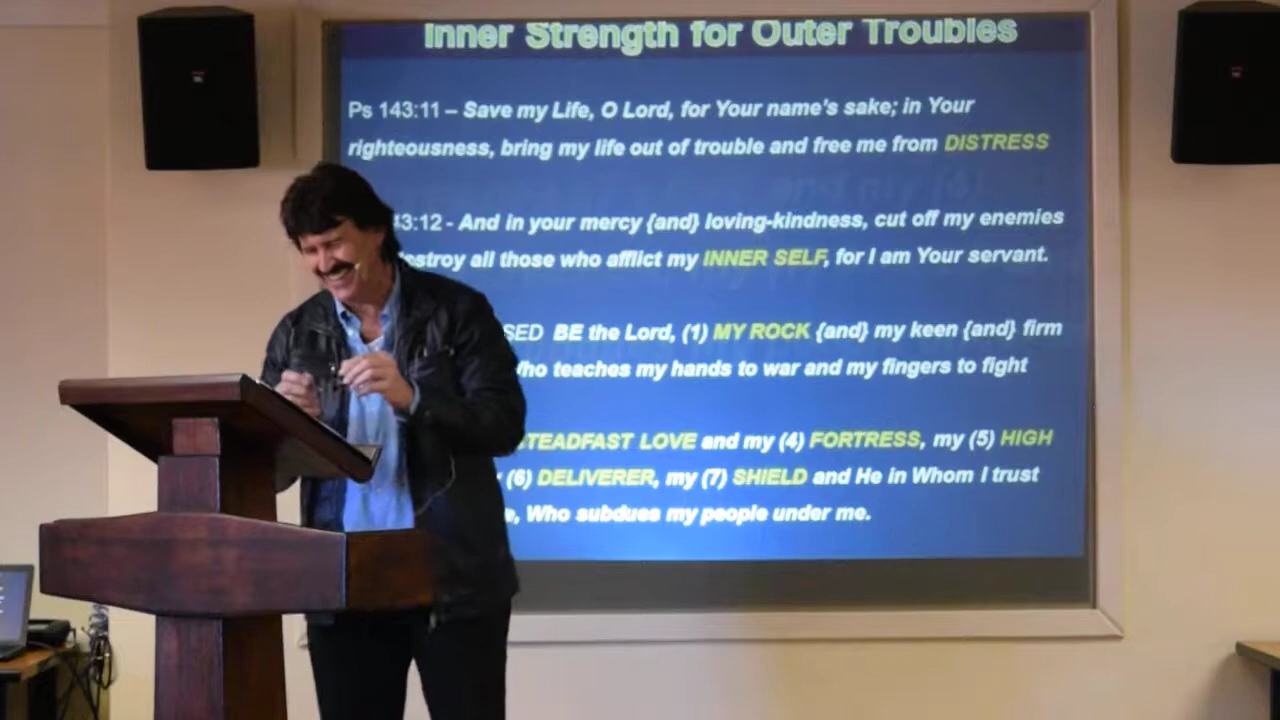 Inner Strength for Outer Troubles
Ps 143:11 – Save my Life, O Lord, for Your name's sake; in Your
righteousness, bring my life out of trouble and free me from DISTRESS
43:12 - And in your mercy {and} loving-kindness, cut off my enemies
estroy all those who afflict my INNER SELF, for I am Your servant.
SED BE the Lord, (1) MY ROCK {and} my keen {and} firm
Who teaches my hands to war and my fingers to fight
TEADFAST LOVE and my (4) FORTRESS, my (5) HIGH
(6) DELIVERER, my (7) SHIELD and He in Whom I trust
e, Who subdues my people under me.